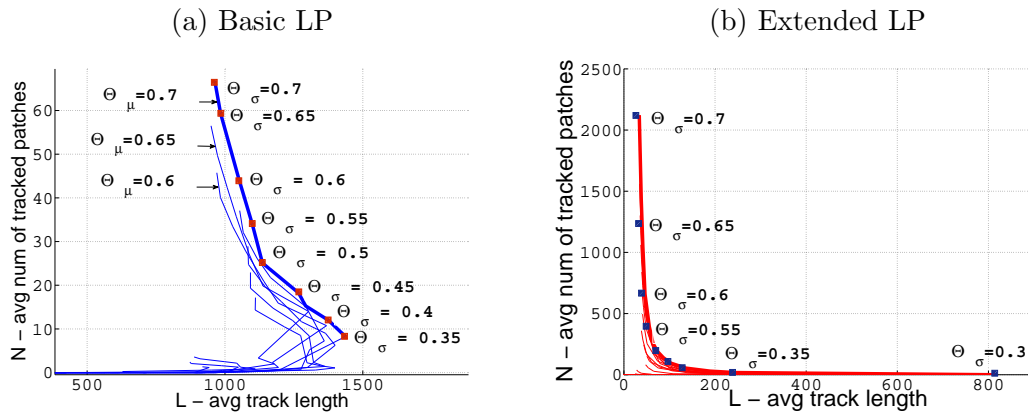 (a) Basic LP
N – avg num of tracked patches
60
50
40
30
20
10
0
500
1000
1500
L – avg track length
Θ μ=0.7
Θ μ=0.65
Θ μ=0.6
Θ σ=0.7
Θ σ=0.65
Θ σ = 0.6
Θ σ = 0.55
Θ σ = 0.5
Θ σ = 0.45
Θ σ = 0.4
Θ σ = 0.35
(b) Extended LP
N – avg num of tracked patches
2500
2000
1500
1000
500
0
0
200
400
600
800
L – avg track length
Θ σ=0.7
Θ σ=0.65
Θ σ=0.6
Θ σ=0.55
Θ σ=0.35
Θ σ=0.3